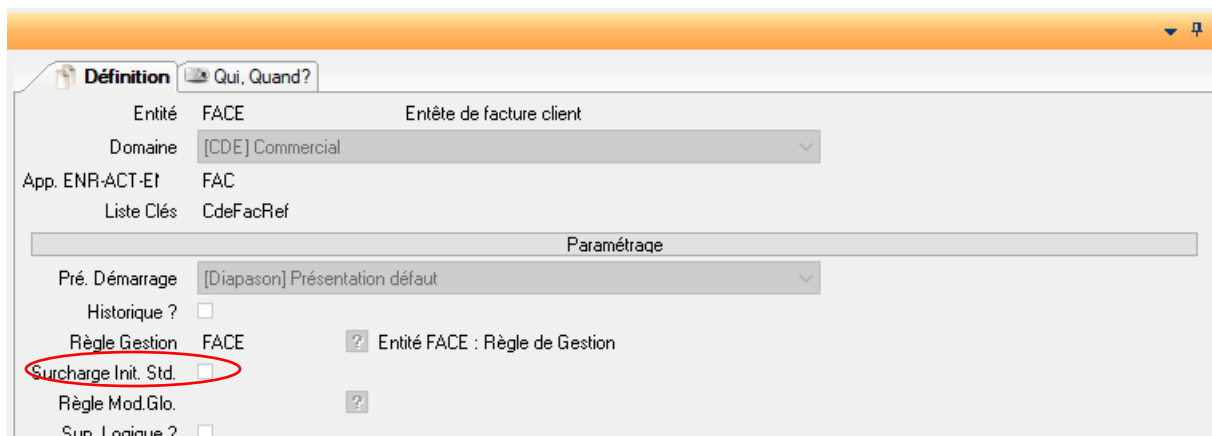 Définition Qui, Quand?
Entité FACE Entête de facture client
Domaine [CDE] Commercial
App. ENR-ACT-EN FAC
Liste Clés CdeFacRef
Paramétrage
Pré. Démarrage [Diapason] Présentation défaut
Historique ?
Règle Gestion FACE ? Entité FACE : Règle de Gestion
Surcharge Init. Std.
Règle Mod.Glo. ?
Sup. Logique ?